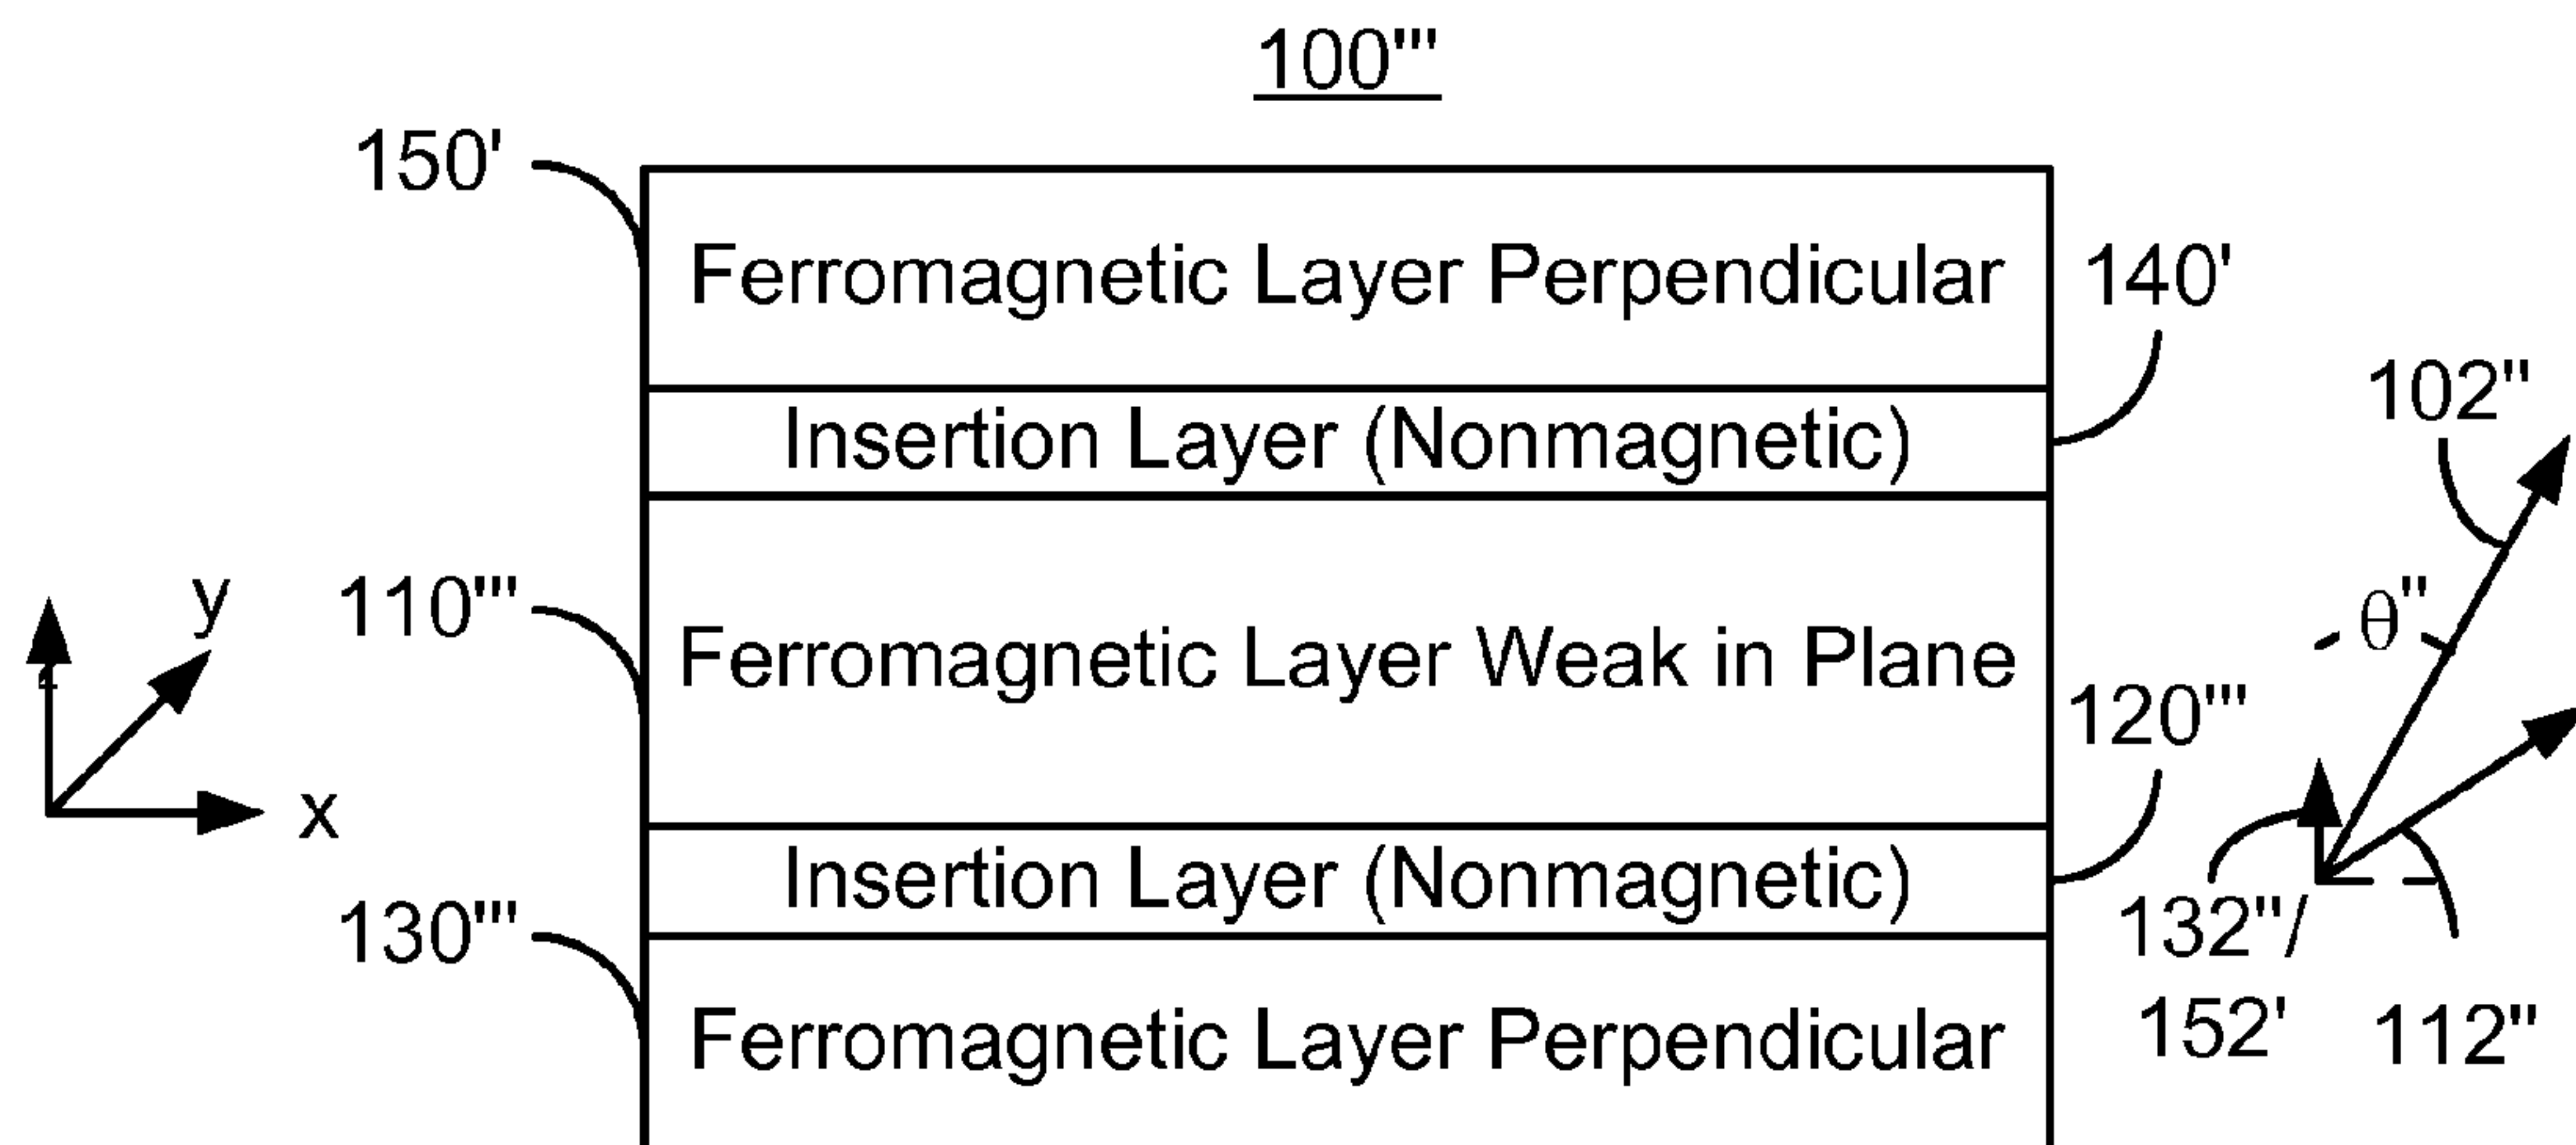 100'''
150'
Ferromagnetic Layer Perpendicular
140'
Insertion Layer (Nonmagnetic)
102"
110'''
Ferromagnetic Layer Weak in Plane
y
x
θ"
120'''
Insertion Layer (Nonmagnetic)
130'''
132"/
152'
112"
Ferromagnetic Layer Perpendicular